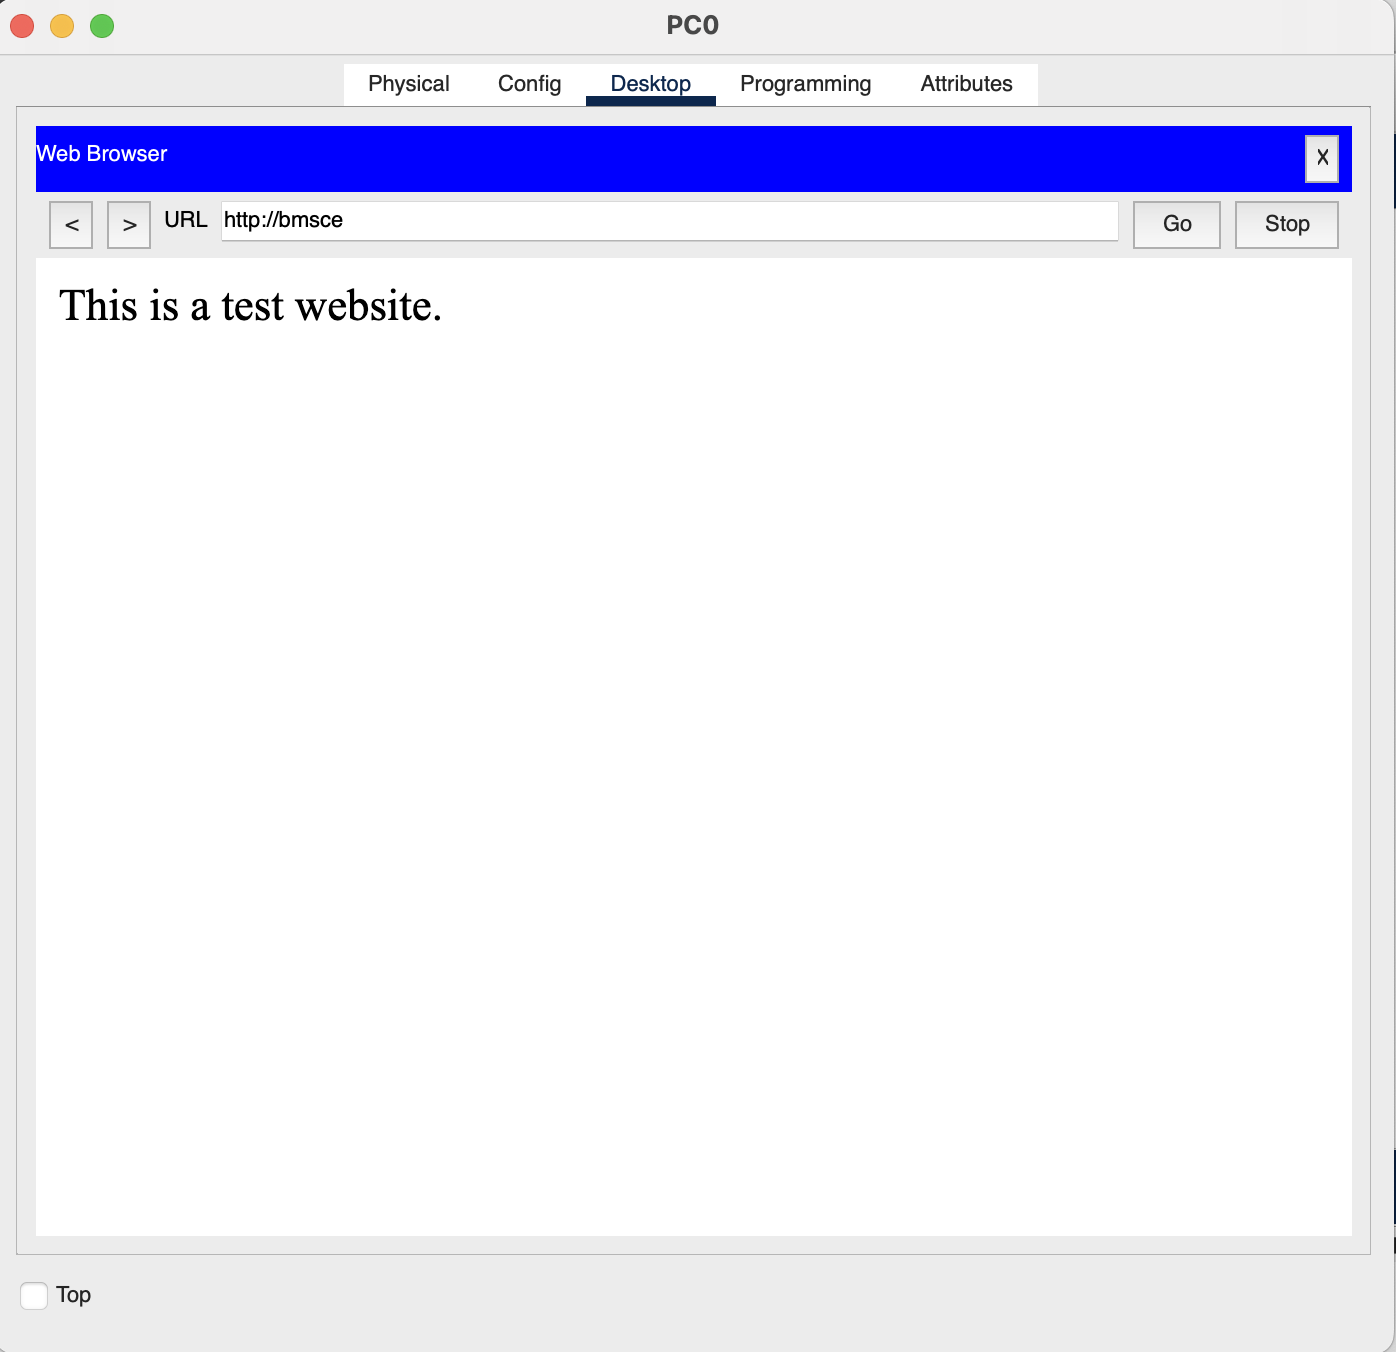 PC0
Physical Config Desktop Programming Attributes
Web Browser X
< > URL http://bmsce Go Stop
This is a test website.
Top